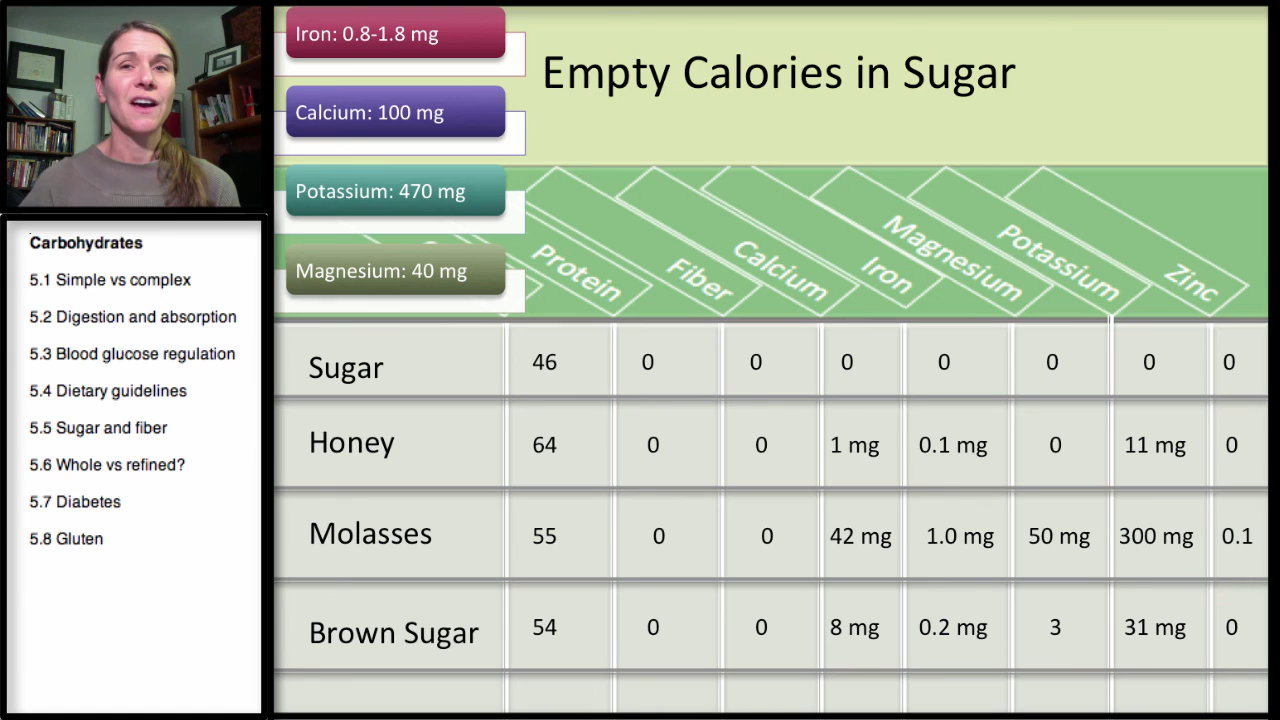 Iron: 0.8-1.8 mg
Calcium: 100 mg
Potassium: 470 mg
Magnesium: 40 mg
Empty Calories in Sugar
Protein Fiber Calcium Iron Magnesium Potassium Zinc
Sugar 46 0 0 0 0 0 0 0
Honey 64 0 0 1 mg 0.1 mg 0 11 mg 0
Molasses 55 0 0 42 mg 1.0 mg 50 mg 300 mg 0.1
Brown Sugar 54 0 0 8 mg 0.2 mg 3 31 mg 0
Carbohydrates
5.1 Simple vs complex
5.2 Digestion and absorption
5.3 Blood glucose regulation
5.4 Dietary guidelines
5.5 Sugar and fiber
5.6 Whole vs refined?
5.7 Diabetes
5.8 Gluten